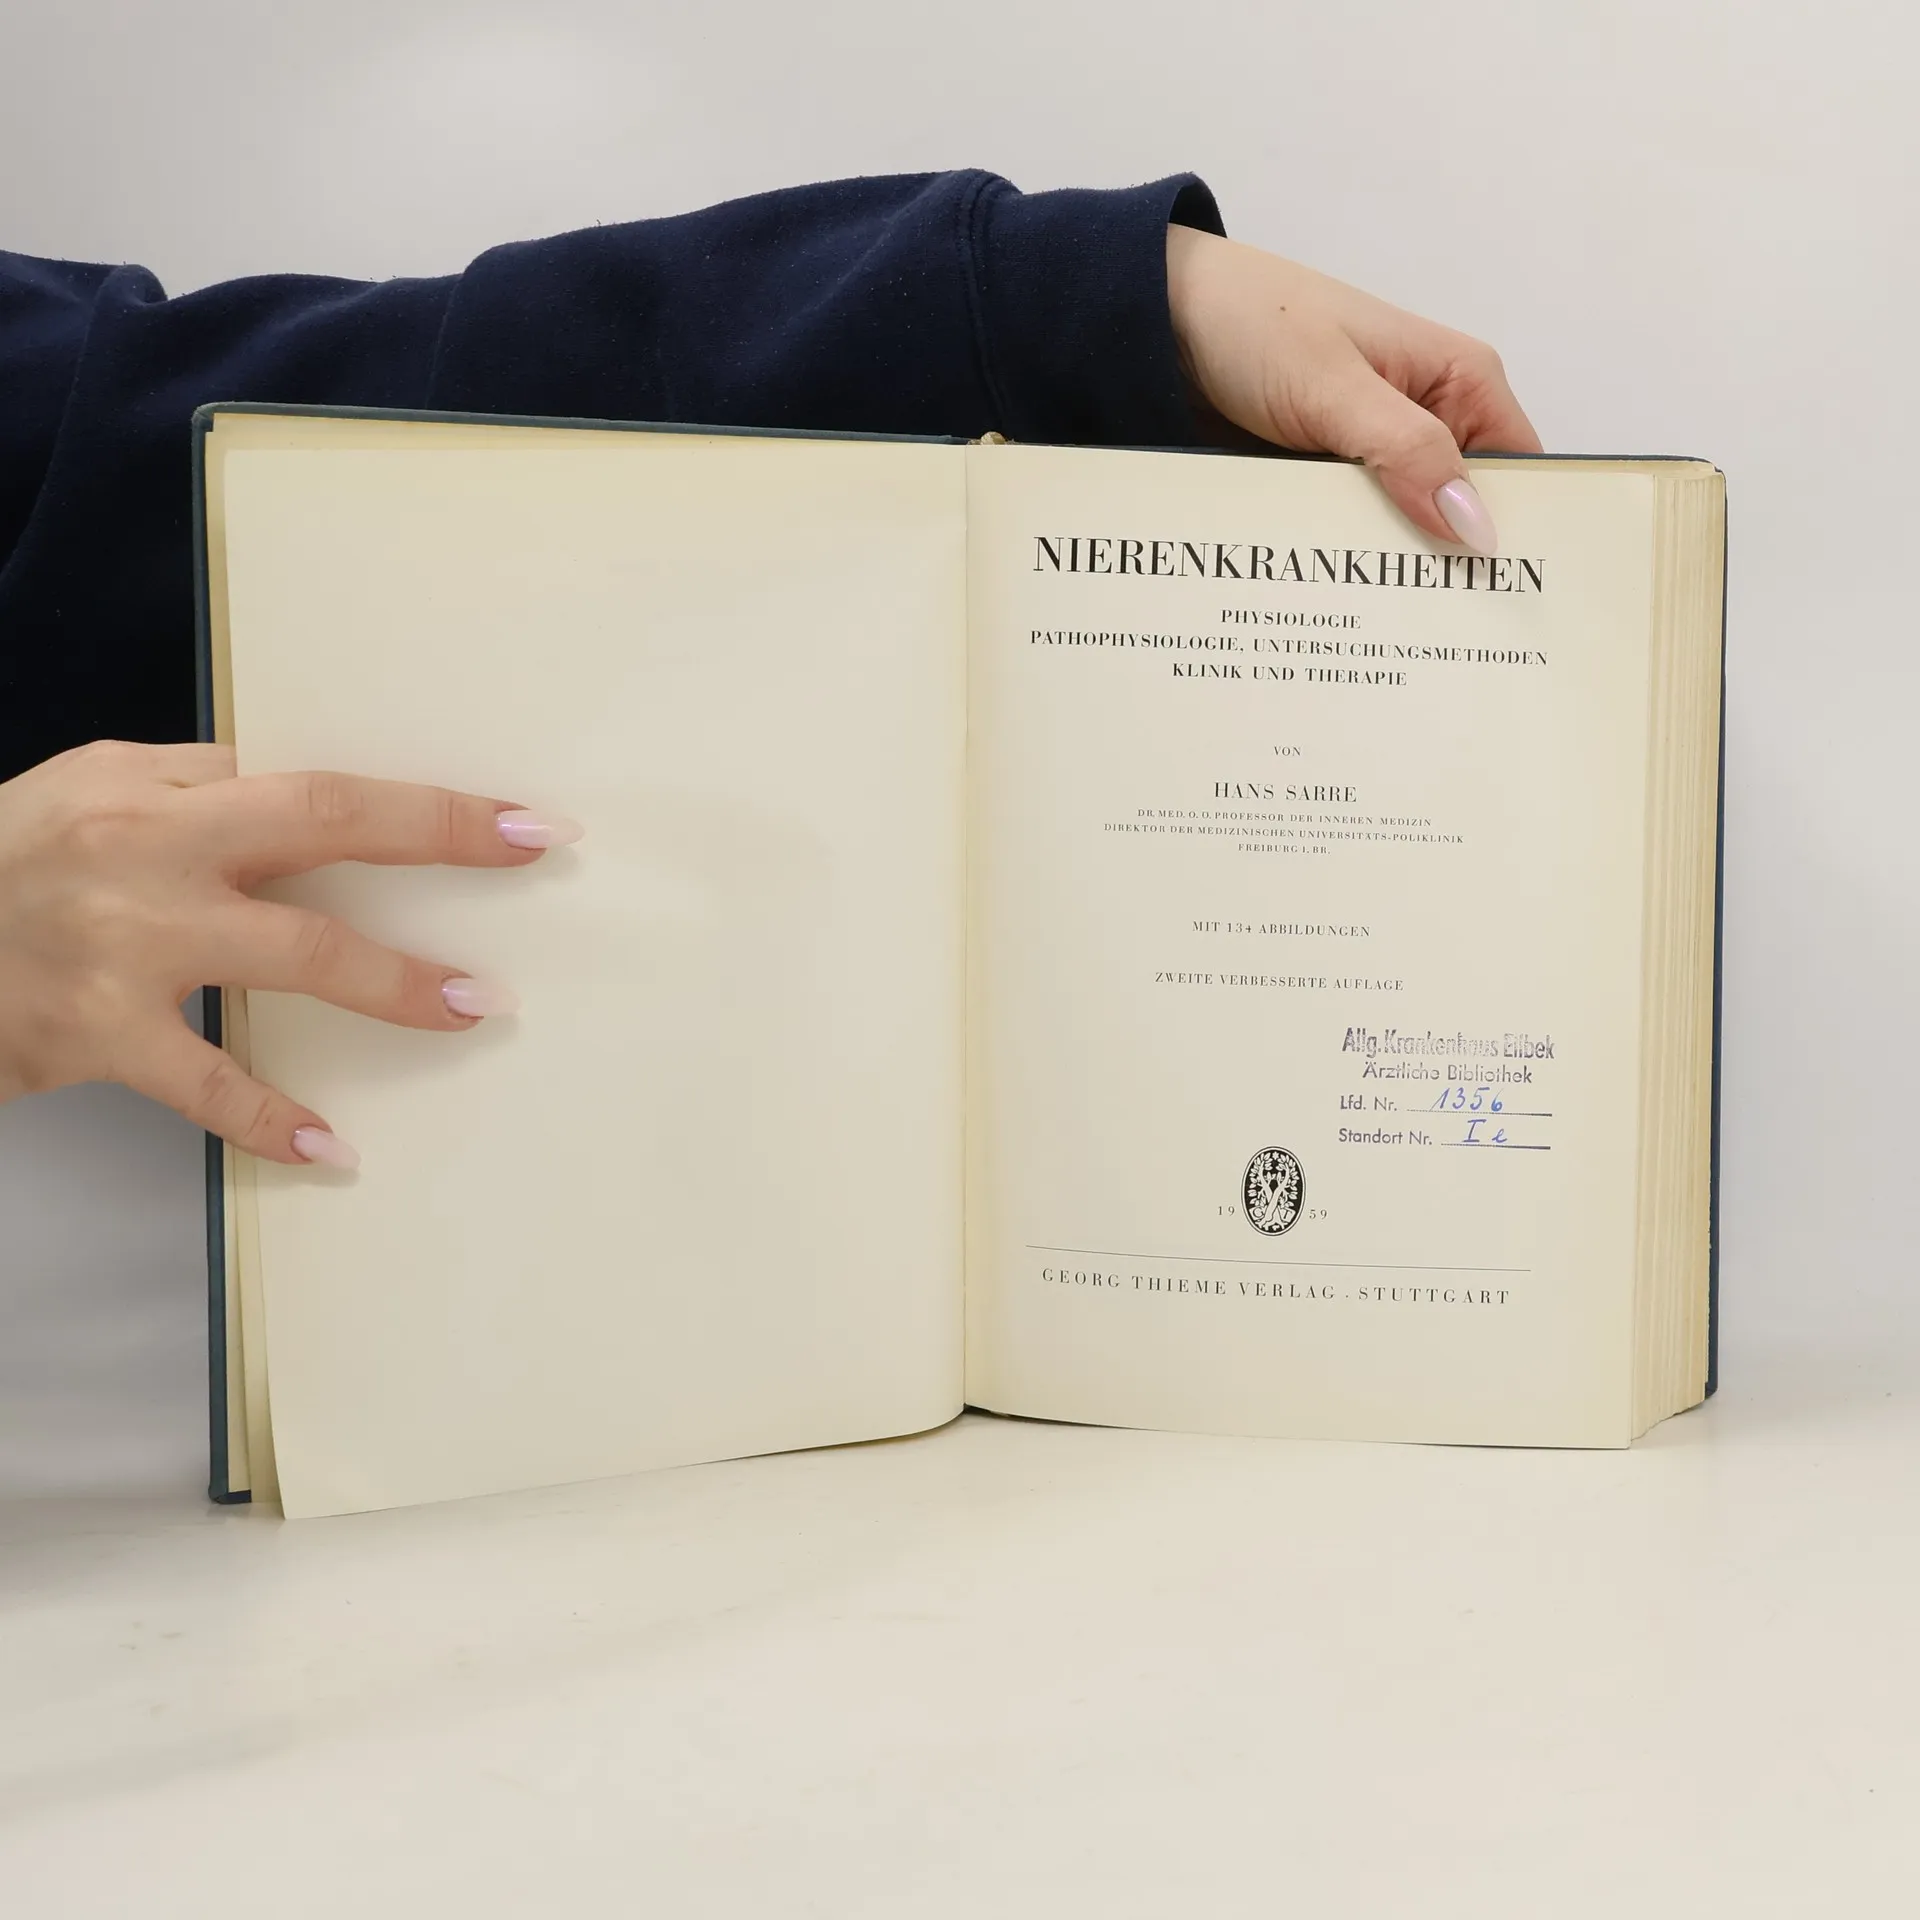 NIERENKRANKHEITEN
PHYSIOLOGIE
PATHOPHYSIOLOGIE, UNTERSUCHUNGSMETHODEN
KLINIK UND THERAPIE
VON
HANS SARRE
DR. MED. O. O. PROFESSOR DER INNEREN MEDIZIN
DIREKTOR DER MEDIZINISCHEN UNIVERSITÄTS-POLIKLINIK
FREIBURG I. BR.
MIT 134 ABBILDUNGEN
ZWEITE VERBESSERTE AUFLAGE
Allg. Krankenhaus Eilbek
Ärztliche Bibliothek
Lfd. Nr. 1356
Standort Nr. I e
19 59
GEORG THIEME VERLAG . STUTTGART